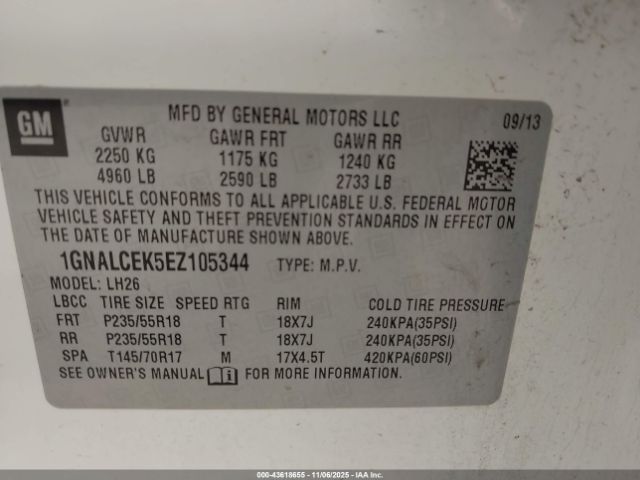 GM
MFD BY GENERAL MOTORS LLC 09/13
GVWR GAWR FRT GAWR RR
2250 KG 1175 KG 1240 KG
4960 LB 2590 LB 2733 LB
THIS VEHICLE CONFORMS TO ALL APPLICABLE U.S. FEDERAL MOTOR
VEHICLE SAFETY AND THEFT PREVENTION STANDARDS IN EFFECT ON
THE DATE OF MANUFACTURE SHOWN ABOVE.
1GNALCEK5EZ105344 TYPE: M.P.V.
MODEL: LH26
LBCC TIRE SIZE SPEED RTG RIM COLD TIRE PRESSURE
FRT P235/55R18 T 18X7J 240KPA(35PSI)
RR P235/55R18 T 18X7J 240KPA(35PSI)
SPA T145/70R17 M 17X4.5T 420KPA(60PSI)
SEE OWNER'S MANUAL FOR MORE INFORMATION.
000-43618655 - 11/06/2025 - IAA Inc.